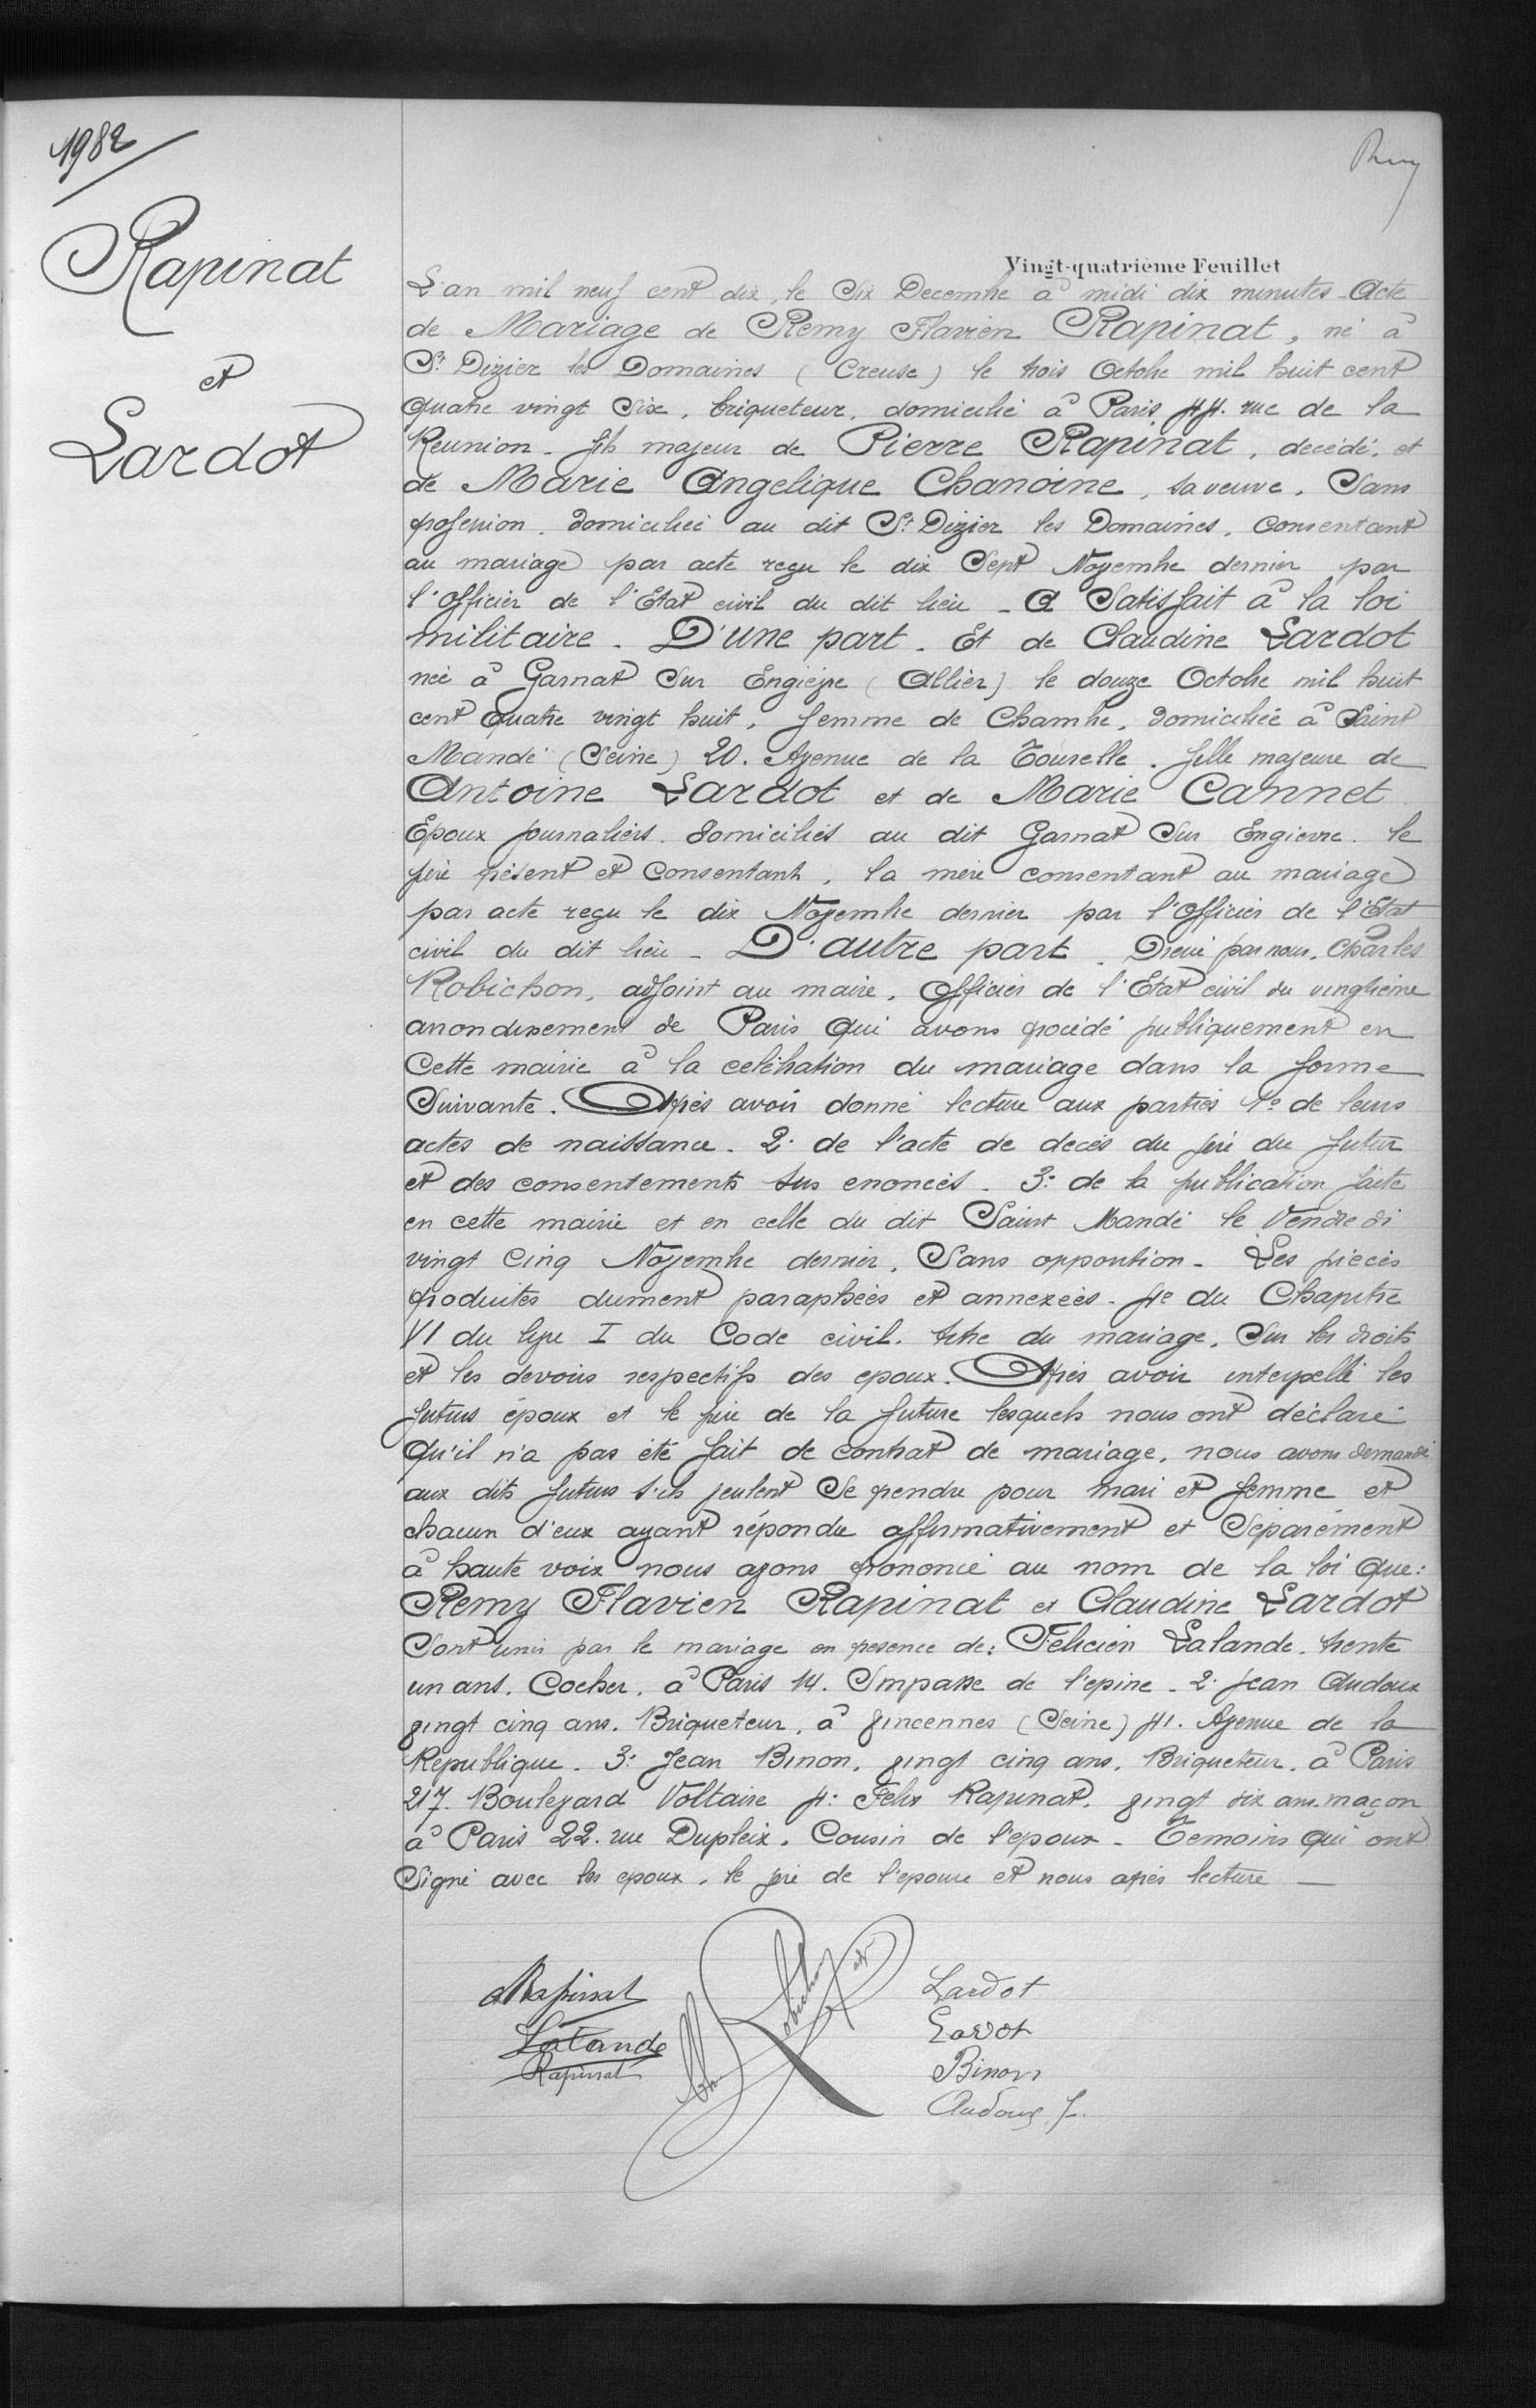 1982
Rapinat
et
Lardot
Vingt-quatrième Feuillet
L'an mil neuf cent dix, le Six Decembre à midi dix minutes - Acte
de Mariage de Remy Flavien Rapinat, né à
St Dizier les Domaines (Creuse) le trois Octobre mil huit cent
quatre vingt Six, briqueteur, domicilié à Paris 44. rue de la
Reunion. fils majeur de Pierre Rapinat, decédé, et
de Marie Angelique Chanoine, sa veuve, Sans
profession, domiciliée au dit St Dizier les Domaines, consentant
au mariage par acte reçu le dix Sept Novembre dernier par
l'officier de l'Etat civil du dit lieu - A Satisfait à la loi
militaire - D'une part - Et de Claudine Lardot
née à Garnat Sur Engièvre (Allier) le douze Octobre mil huit
cent quatre vingt huit, femme de Chambre, domiciliée à Saint
Mandé (Seine) 20. Avenue de la Tourelle. fille majeure de
Antoine Lardot et de Marie Cannet
Epoux journaliers. domiciliés au dit Garnat Sur Engievre. le
père présent et consentant, la mère consentant au mariage
par acte reçu le dix Novembre dernier par l'officier de l'Etat
civil du dit lieu - D'autre part. Dressé par nous, Charles
Robichon, adjoint au maire, officier de l'Etat civil du vingtième
arrondissement de Paris qui avons procédé publiquement en
Cette mairie à la celébration du mariage dans la forme
Suivante. Après avoir donné lecture aux parties 1º de leurs
actes de naissance. 2º de l'acte de decès du père du futur
et des consentements sus enoncés. 3º de la publication faite
en cette mairie et en celle du dit Saint Mandé le Vendredi
vingt cinq Novembre dernier, Sans opposition - Les pièces
produites dument paraphées et annexées - 4º du Chapitre
VI du livre I du Code civil. titre du mariage, Sur les droits
et les devoirs respectifs des epoux. Après avoir interpellé les
futurs époux et le père de la future lesquels nous ont déclaré
qu'il n'a pas été fait de contrat de mariage, nous avons demandé
aux dits futurs s'ils veulent Se prendre pour mari et femme et
chacun d'eux ayant répondu affirmativement et Séparément
à haute voix nous avons prononcé au nom de la loi que:
Remy Flavien Rapinat et Claudine Lardot
Sont unis par le mariage en presence de: Félicien Lalande. trente
un ans. Cocher. à Paris 14. Impasse de l'epine - 2º Jean Audoux
vingt cinq ans. Briqueteur, à Vincennes (Seine) 41. Avenue de la
Republique. 3º Jean Binon, vingt cinq ans. Briqueteur. à Paris
217. Boulevard Voltaire 4º Felix Rapinat, vingt six ans. maçon
à Paris 22. rue Dupleix. Cousin de l'epoux - Temoins qui ont
Signé avec les epoux, le père de l'epouse et nous après lecture —
Rapinat
Lalande
Rapinat
Ch Robichon
Lardot
Lardot
Binon
Audoux J.